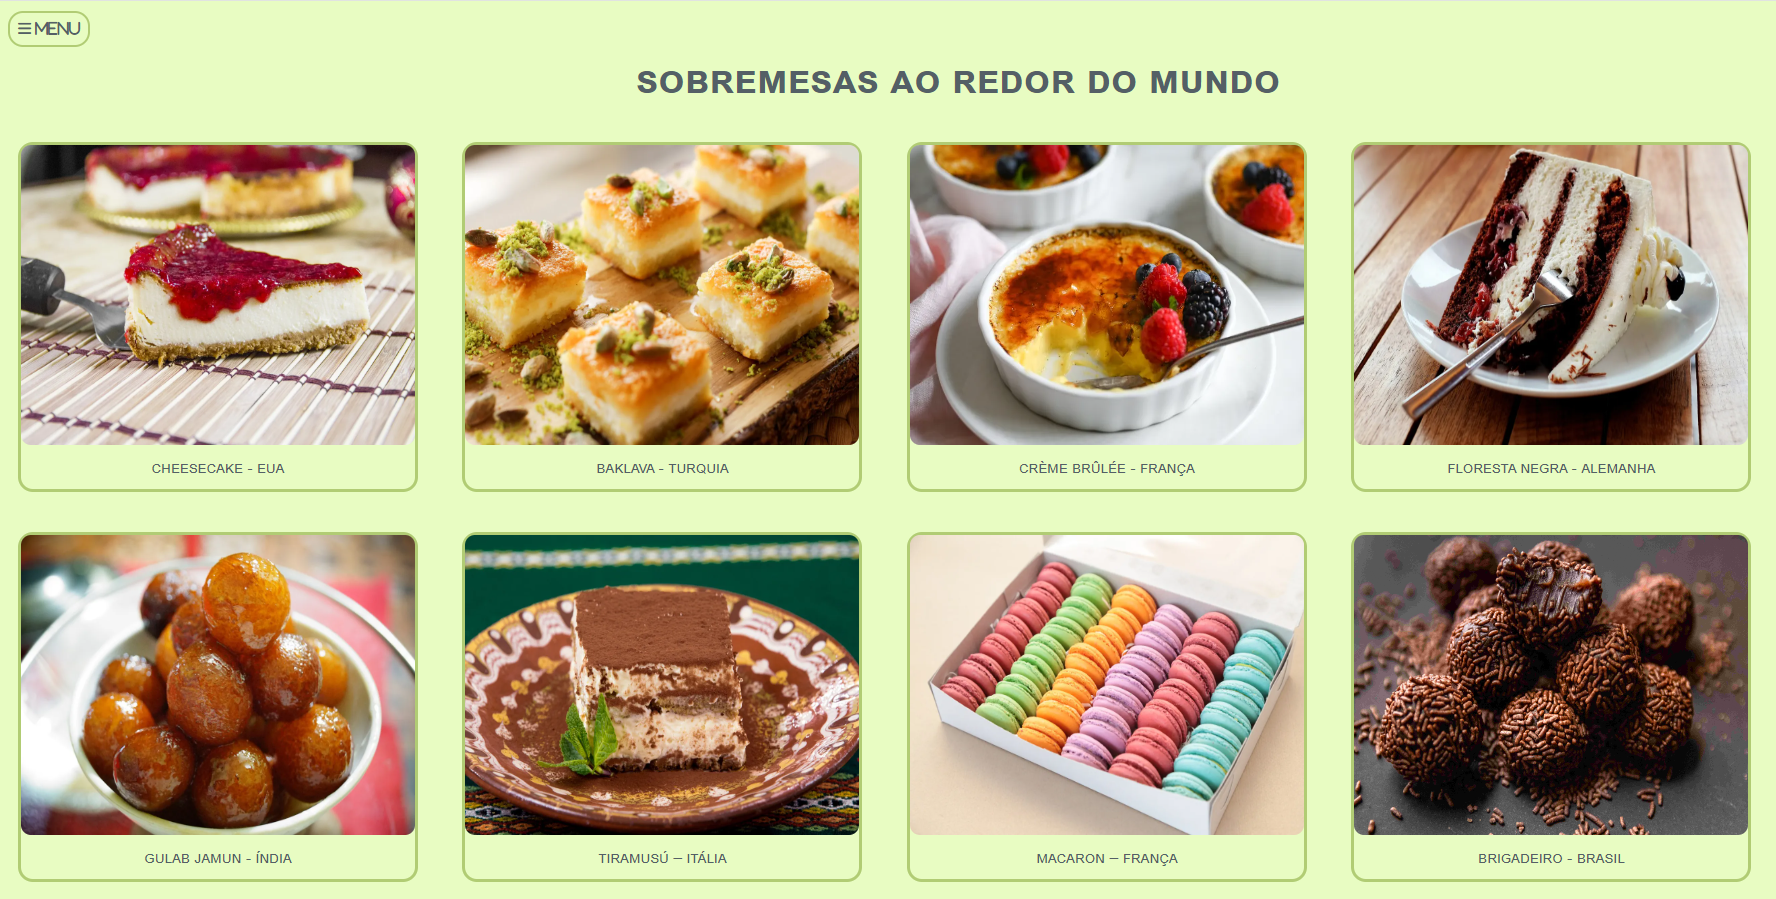 MENU
SOBREMESAS AO REDOR DO MUNDO
CHEESECAKE - EUA
BAKLAVA - TURQUIA
CRÈME BRÛLÉE - FRANÇA
FLORESTA NEGRA - ALEMANHA
GULAB JAMUN - ÍNDIA
TIRAMUSÚ – ITÁLIA
MACARON – FRANÇA
BRIGADEIRO - BRASIL